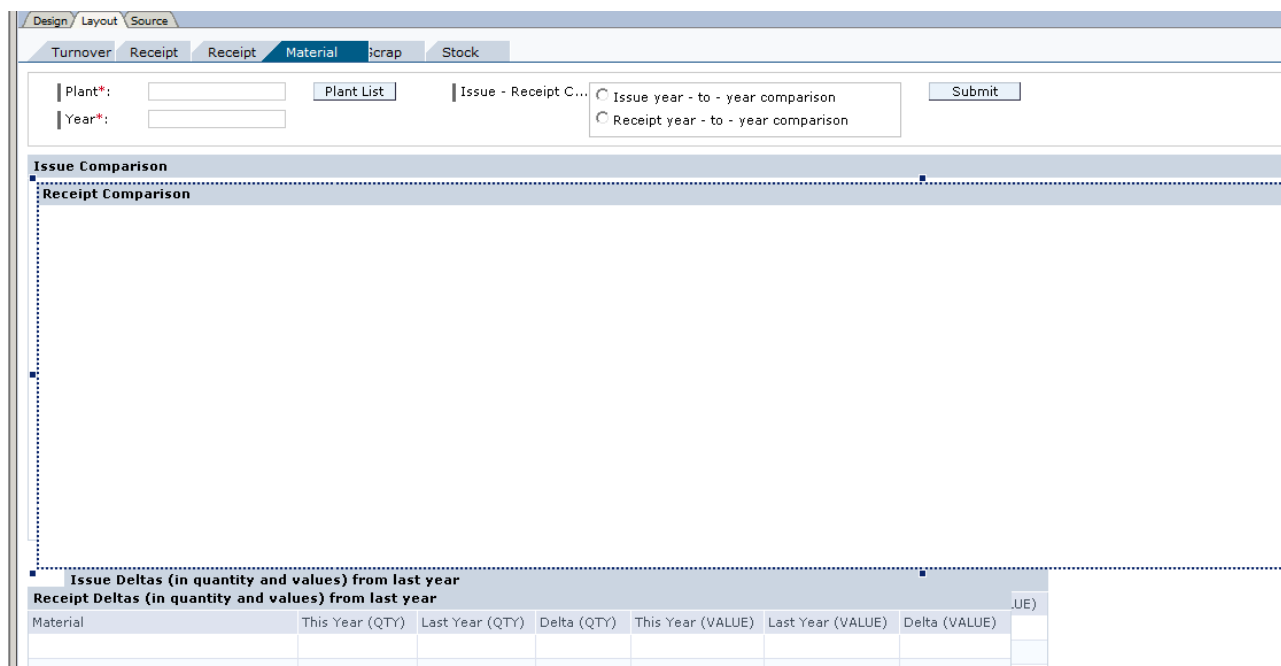 Design Layout Source
Turnover Receipt Receipt Material Scrap Stock
Plant*: Plant List Issue - Receipt C... Issue year - to - year comparison Submit
Year*: Receipt year - to - year comparison
Issue Comparison
Receipt Comparison
Issue Deltas (in quantity and values) from last year
Receipt Deltas (in quantity and values) from last year
.UE)
Material This Year (QTY) Last Year (QTY) Delta (QTY) This Year (VALUE) Last Year (VALUE) Delta (VALUE)